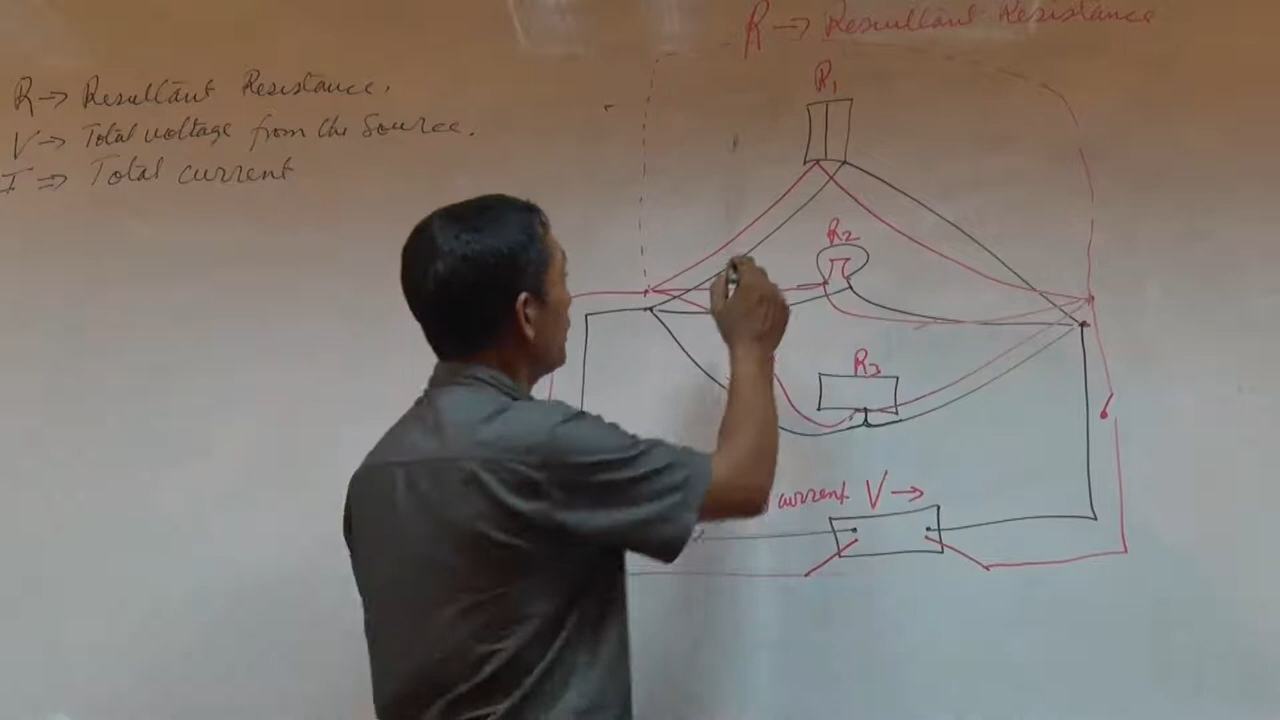 R → Resultant Resistance
R → Resultant Resistance.
V → Total voltage from the Source.
I ⇒ Total current
R1
R2
R3
current V →